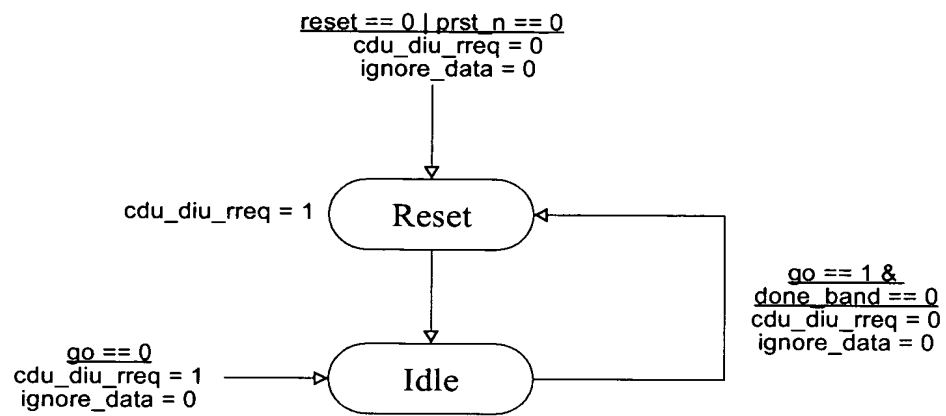 reset == 0 | prst_n == 0
cdu_diu_rreq = 0
ignore_data = 0
cdu_diu_rreq = 1
Reset
go == 1 &
done_band == 0
cdu_diu_rreq = 0
ignore_data = 0
go == 0
cdu_diu_rreq = 1
ignore_data = 0
Idle